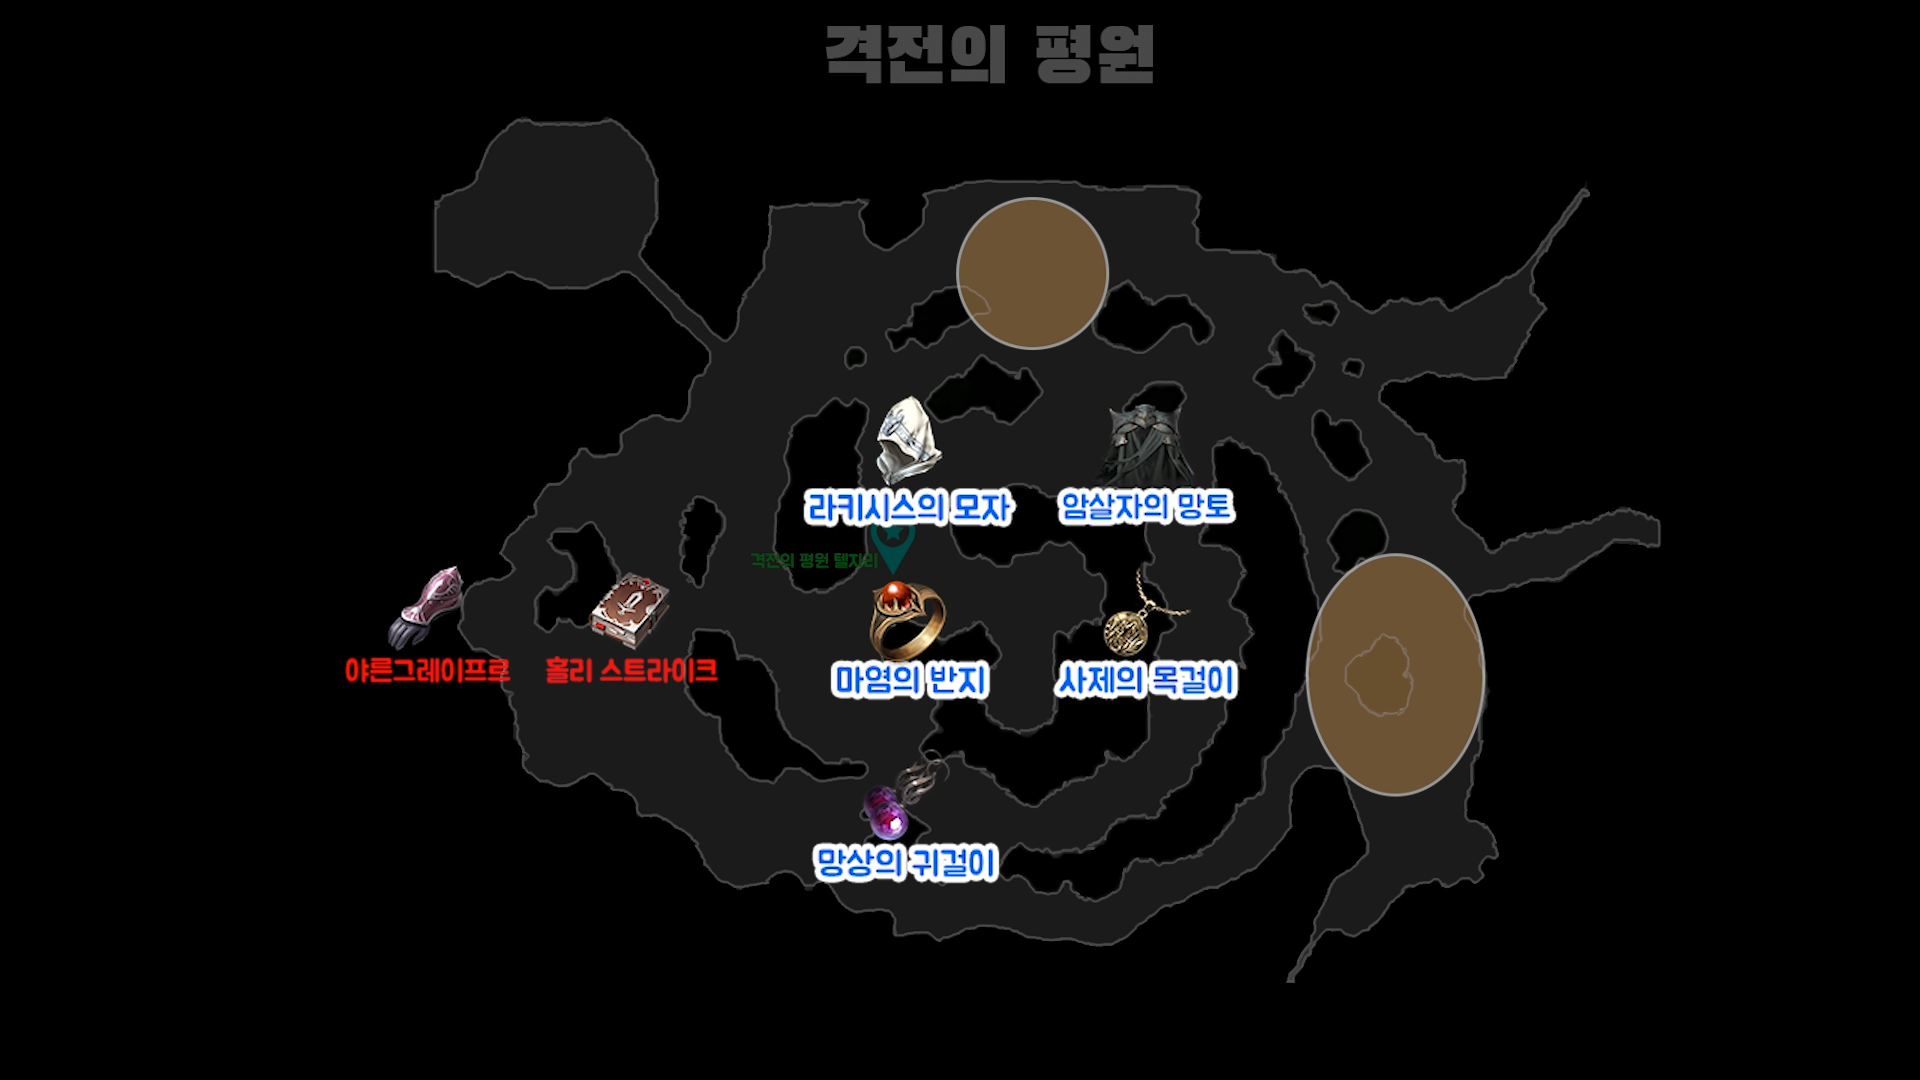 격전의 평원
라키시스의 모자
암살자의 망토
격전의 평원 텔자리
야른그레이프르
홀리 스트라이크
마염의 반지
사제의 목걸이
망상의 귀걸이